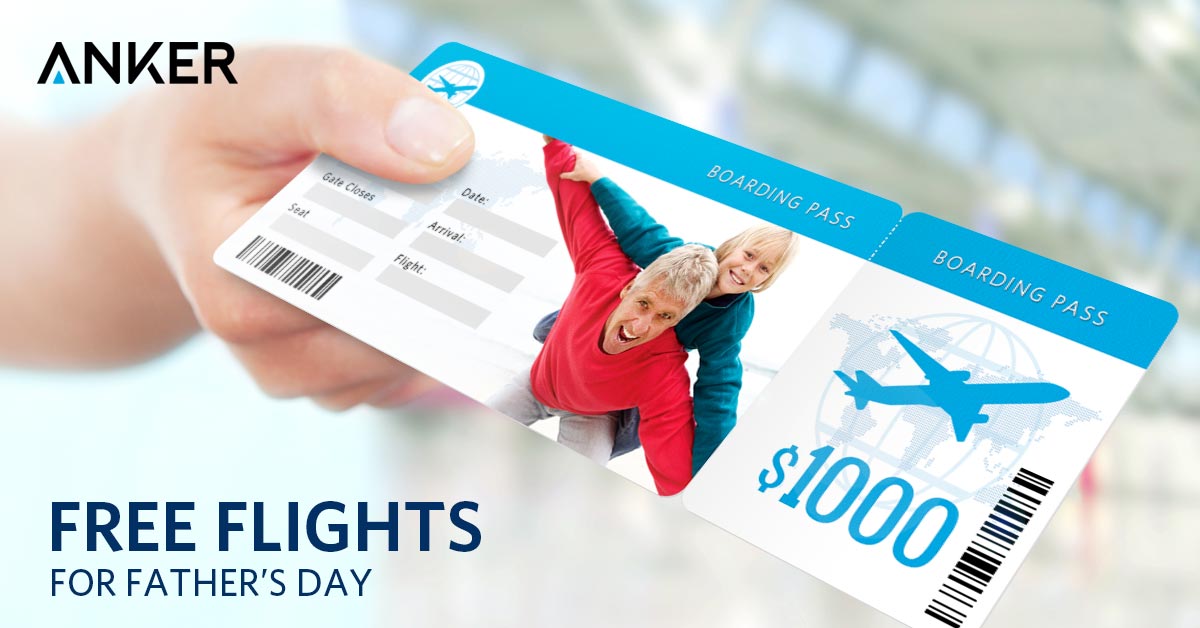 ANKER
BOARDING PASS
BOARDING PASS
Gate Closes
Date:
Seat
Arrival:
Flight:
$1000
FREE FLIGHTS
FOR FATHER'S DAY